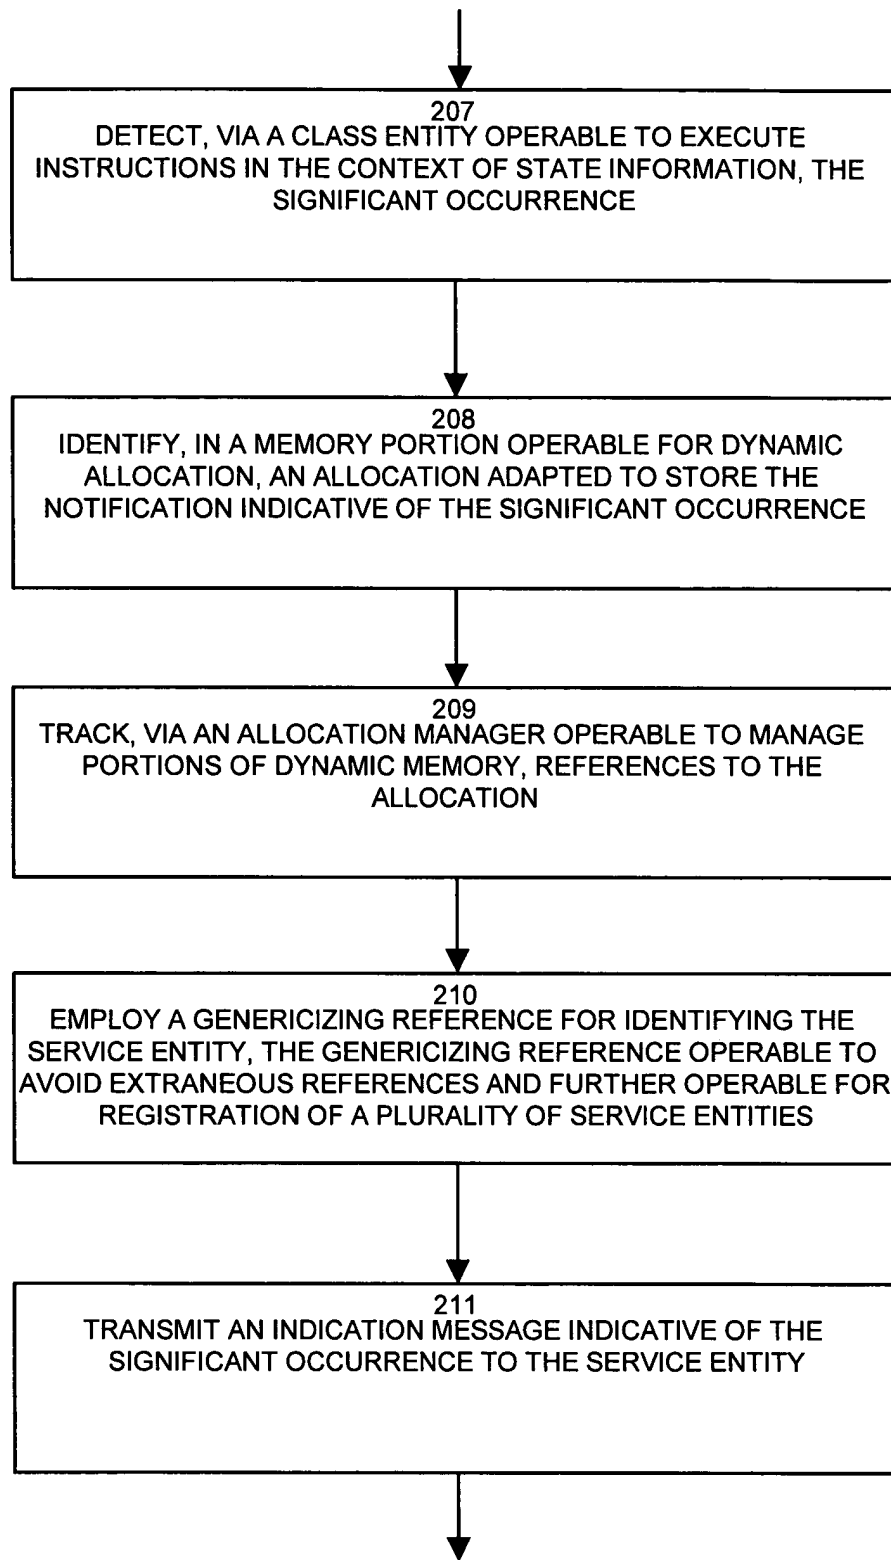 207
DETECT, VIA A CLASS ENTITY OPERABLE TO EXECUTE
INSTRUCTIONS IN THE CONTEXT OF STATE INFORMATION, THE
SIGNIFICANT OCCURRENCE
208
IDENTIFY, IN A MEMORY PORTION OPERABLE FOR DYNAMIC
ALLOCATION, AN ALLOCATION ADAPTED TO STORE THE
NOTIFICATION INDICATIVE OF THE SIGNIFICANT OCCURRENCE
209
TRACK, VIA AN ALLOCATION MANAGER OPERABLE TO MANAGE
PORTIONS OF DYNAMIC MEMORY, REFERENCES TO THE
ALLOCATION
210
EMPLOY A GENERICIZING REFERENCE FOR IDENTIFYING THE
SERVICE ENTITY, THE GENERICIZING REFERENCE OPERABLE TO
AVOID EXTRANEOUS REFERENCES AND FURTHER OPERABLE FOR
REGISTRATION OF A PLURALITY OF SERVICE ENTITIES
211
TRANSMIT AN INDICATION MESSAGE INDICATIVE OF THE
SIGNIFICANT OCCURRENCE TO THE SERVICE ENTITY